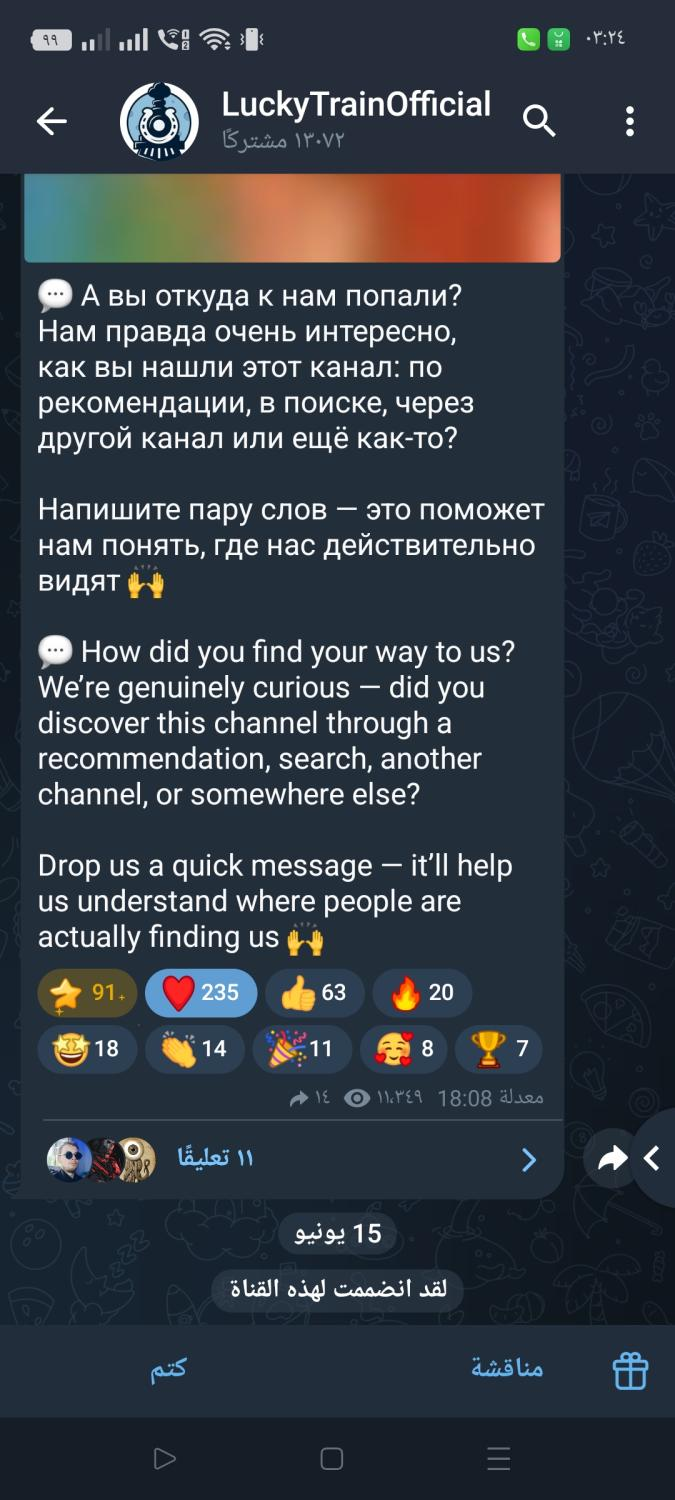 ٩٩
٠٣:٢٤
LuckyTrainOfficial
١٣٠٧٢ مشتركًا
💬 А вы откуда к нам попали?
Нам правда очень интересно,
как вы нашли этот канал: по
рекомендации, в поиске, через
другой канал или ещё как-то?
Напишите пару слов — это поможет
нам понять, где нас действительно
видят 🙌
💬 How did you find your way to us?
We’re genuinely curious — did you
discover this channel through a
recommendation, search, another
channel, or somewhere else?
Drop us a quick message — it’ll help
us understand where people are
actually finding us 🙌
⭐ 91+ ❤️ 235 👍 63 🔥 20
🤩 18 👏 14 🎉 11 🥰 8 🏆 7
١٤ ١١٬٣٤٩ معدلة 18:08
١١ تعليقًا
15 يونيو
لقد انضممت لهذه القناة
كتم
مناقشة